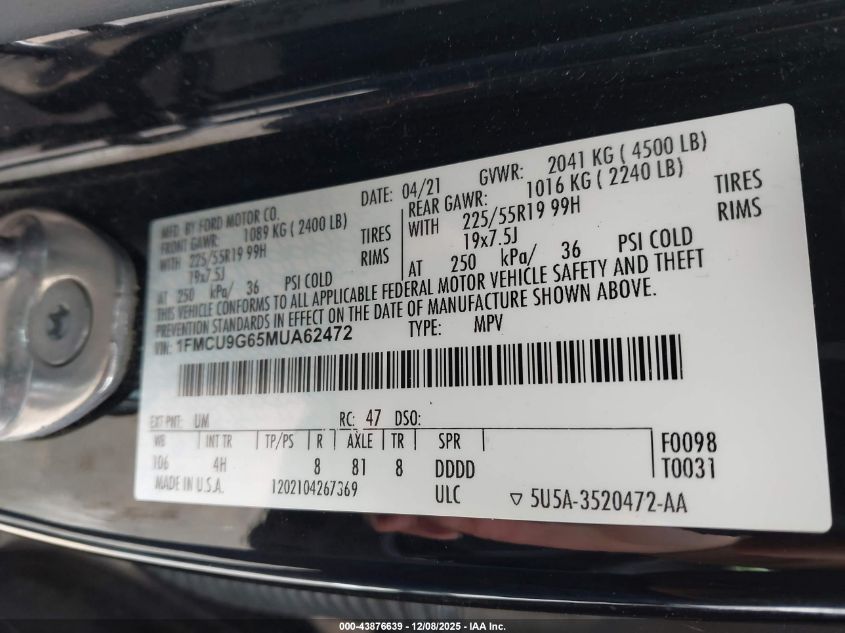 MFD. BY FORD MOTOR CO.
DATE: 04/21 GVWR: 2041 KG ( 4500 LB)
FRONT GAWR: 1089 KG ( 2400 LB)
WITH 225/55R19 99H TIRES
19x7.5J RIMS
AT 250 kPa/ 36 PSI COLD
REAR GAWR: 1016 KG ( 2240 LB)
WITH 225/55R19 99H TIRES
19x7.5J RIMS
AT 250 kPa/ 36 PSI COLD
THIS VEHICLE CONFORMS TO ALL APPLICABLE FEDERAL MOTOR VEHICLE SAFETY AND THEFT
PREVENTION STANDARDS IN EFFECT ON THE DATE OF MANUFACTURE SHOWN ABOVE.
VIN: 1FMCU9G65MUA62472 TYPE: MPV
EXT PNT: UM RC: 47 DSO:
WB INT TR TP/PS R AXLE TR SPR
106 4H 8 81 8 DDDD
F0098
T0031
MADE IN U.S.A. 1202104267369 ULC ▽ 5U5A-3520472-AA
000-43876639 - 12/08/2025 - IAA Inc.